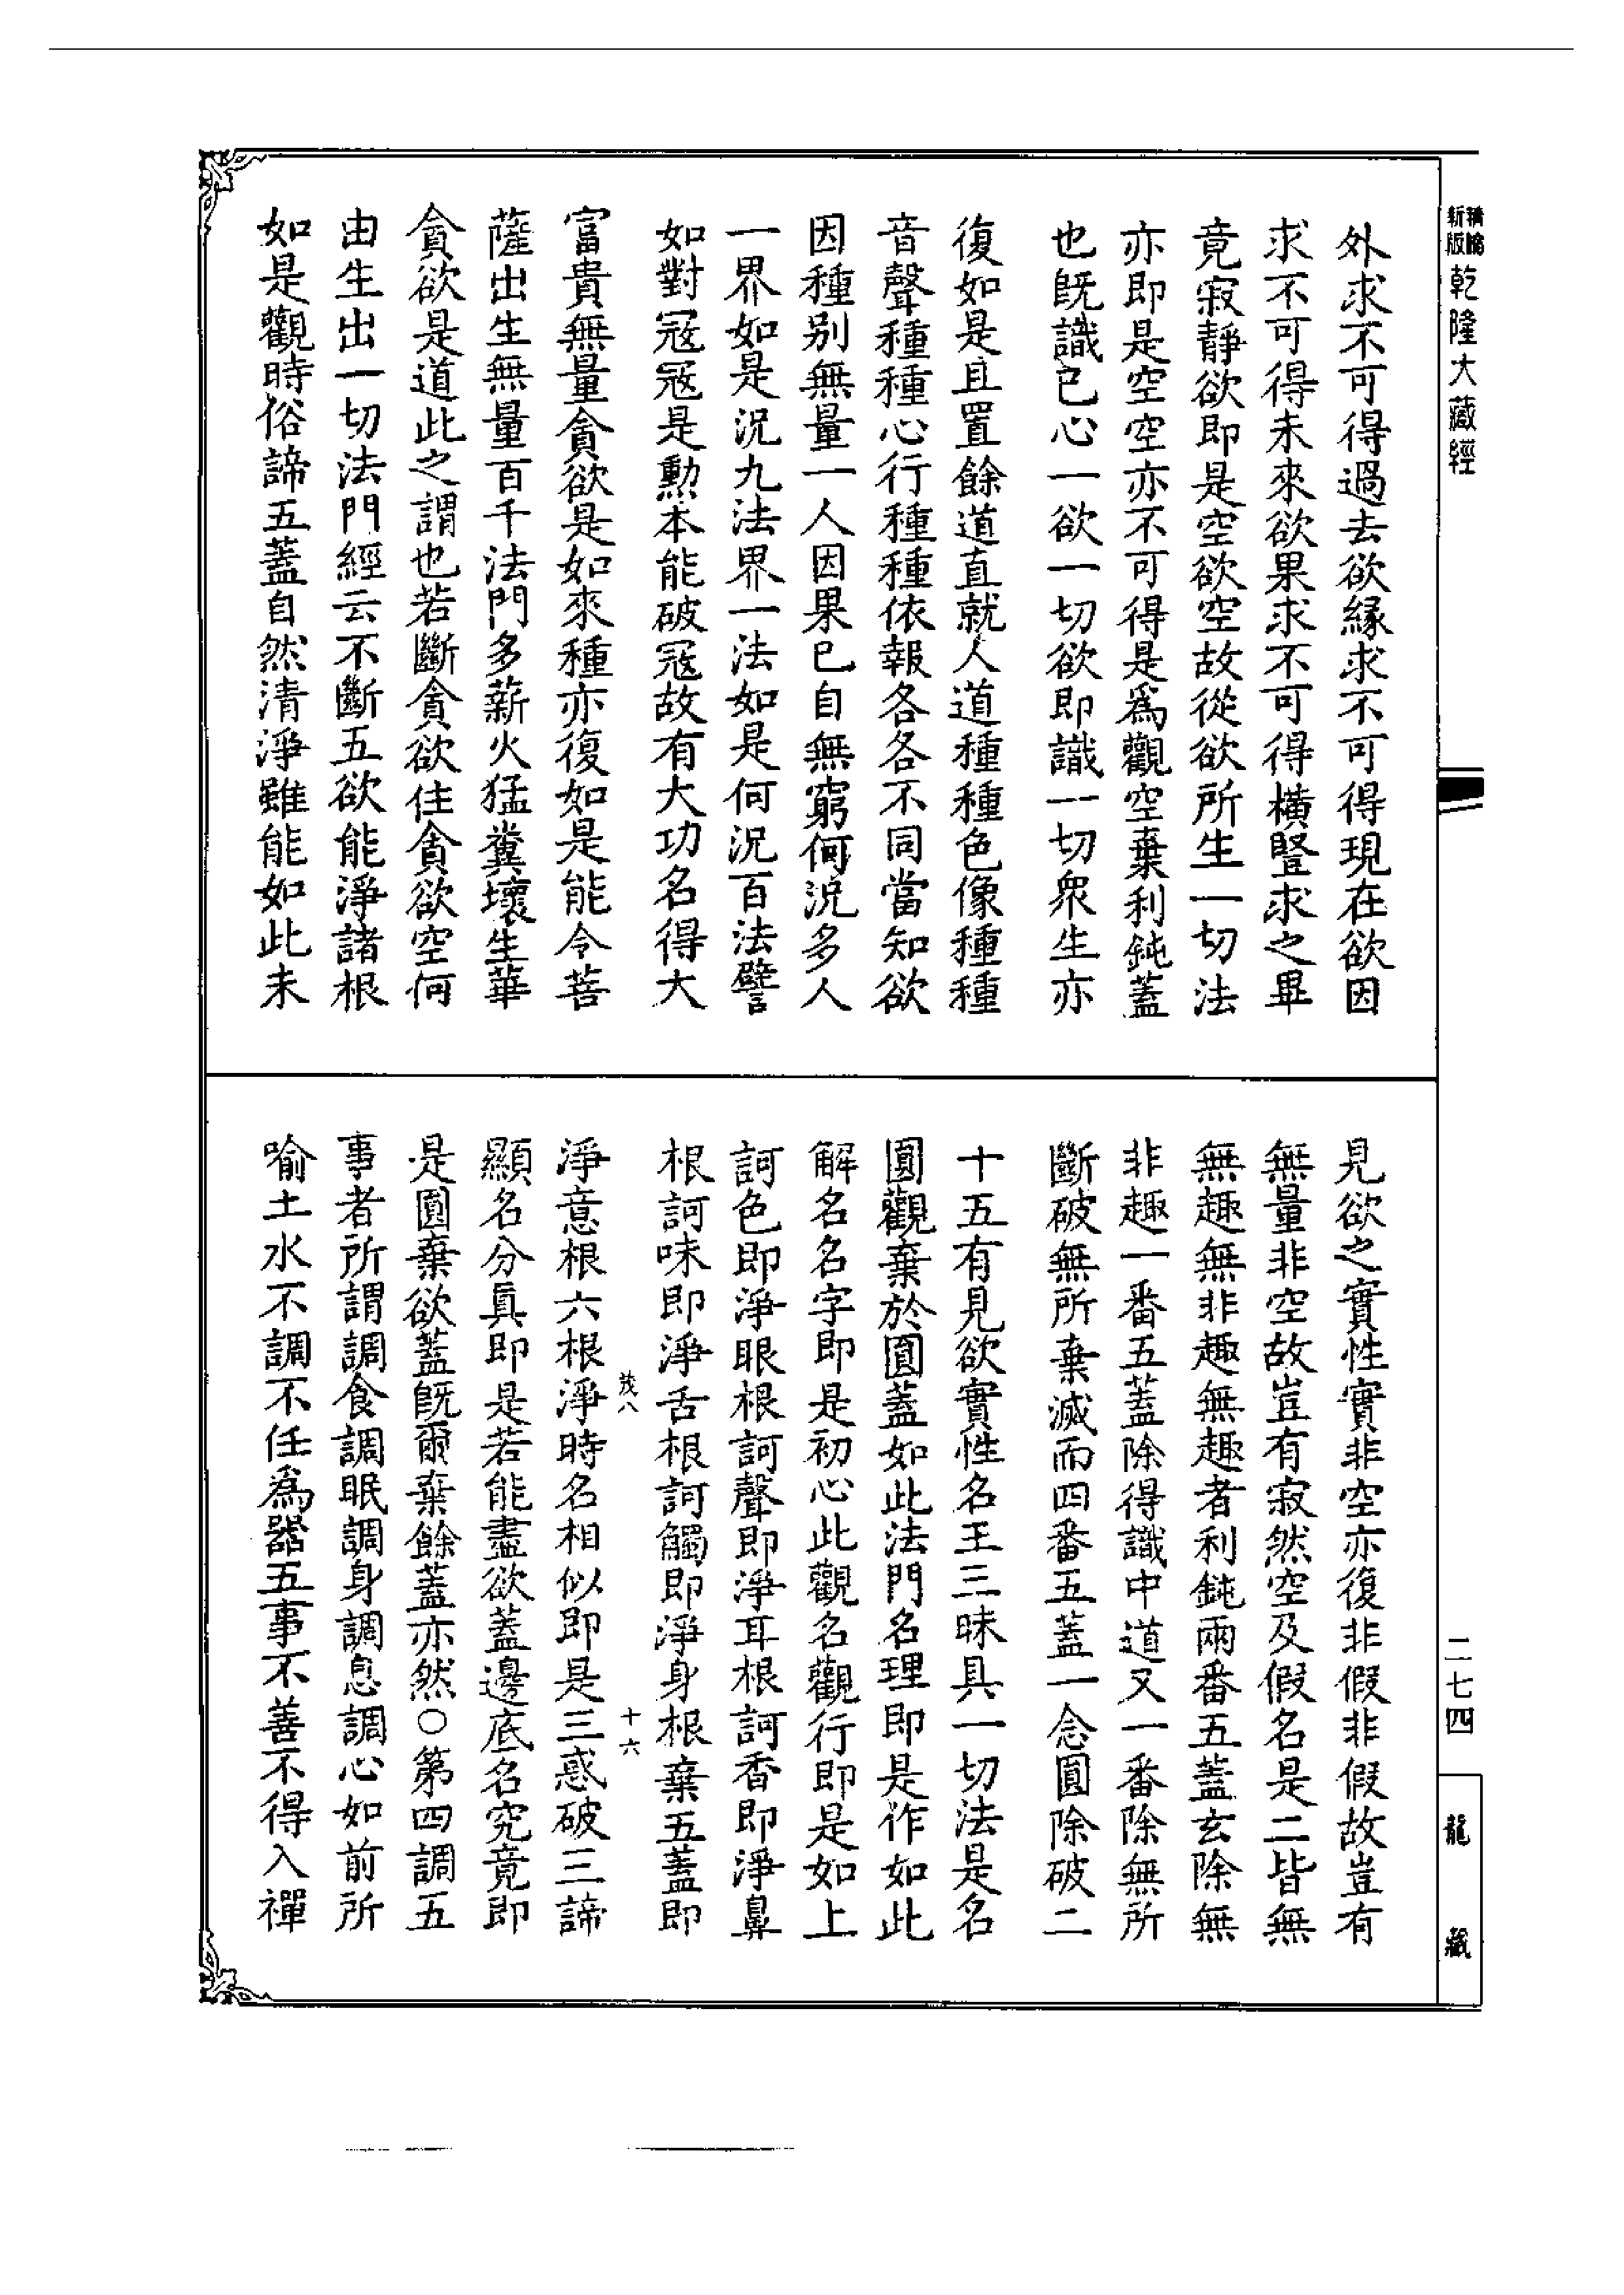 新版精縮乾隆大藏經
外求不可得過去欲緣求不可得現在欲因
求不可得未來欲果求不可得橫豎求之畢
竟寂靜欲即是空欲空故從欲所生一切法
亦即是空空亦不可得是爲觀空棄利鈍蓋
也旣識已心一欲一切欲即識一切眾生亦
復如是且置餘道直就人道種種色像種種
音聲種種心行種種依報各各不同當知欲
因種別無量一人因果已自無窮何況多人
一界如是況九法界一法如是何況百法譬
如對冦冦是勲本能破冦故有大功名得大
富貴無量貪欲是如來種亦復如是能令菩
薩出生無量百千法門多薪火猛糞壞生華
貪欲是道此之謂也若斷貪欲住貪欲空何
由生出一切法門經云不斷五欲能淨諸根
如是觀時俗諦五蓋自然清淨雖能如此未
見欲之實性實非空亦復非假非假故豈有
無量非空故豈有寂然空及假名是二皆無
無趣無非趣無趣者利鈍兩番五蓋玄除無
非趣一番五蓋除得識中道又一番除無所
斷破無所棄滅而四番五蓋一念圓除破二
十五有見欲實性名王三昧具一切法是名
圓觀棄於圓蓋如此法門名理即是作如此
解名名字即是初心此觀名觀行即是如上
訶色即淨眼根訶聲即淨耳根訶香即淨鼻
根訶味即淨舌根訶觸即淨身根棄五蓋即
茂八
十六
淨意根六根淨時名相似即是三惑破三諦
顯名分真即是若能盡欲蓋邊底名究竟即
是圓棄欲蓋旣爾棄餘蓋亦然○第四調五
事者所謂調食調眠調身調息調心如前所
喻土水不調不任爲器五事不善不得入禪
二七四
龍藏